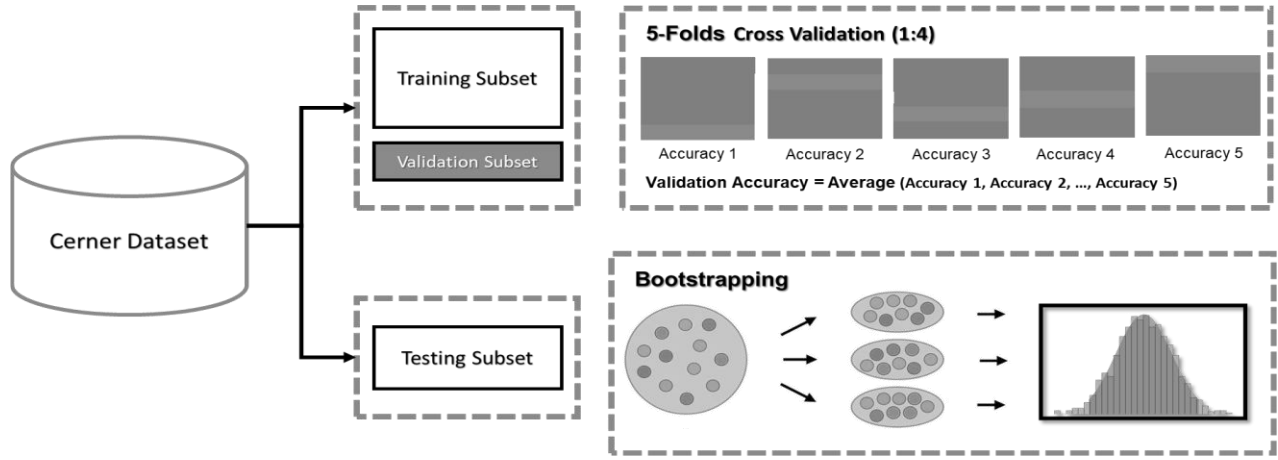 Cerner Dataset
Training Subset
Validation Subset
Testing Subset
5-Folds Cross Validation (1:4)
Accuracy 1 Accuracy 2 Accuracy 3 Accuracy 4 Accuracy 5
Validation Accuracy = Average (Accuracy 1, Accuracy 2, ..., Accuracy 5)
Bootstrapping